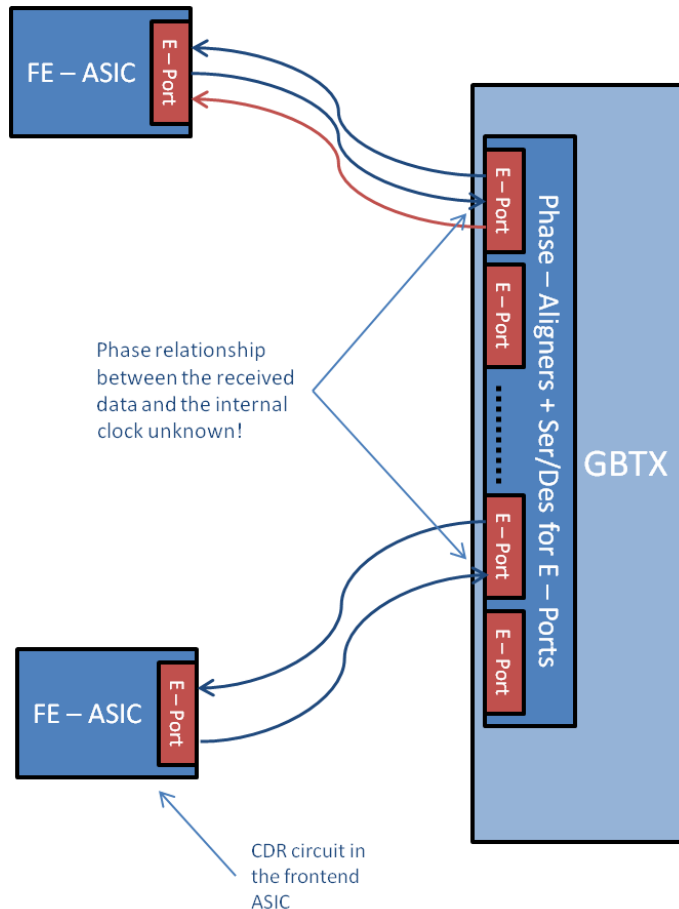 FE – ASIC
E – Port
E – Port
E – Port
E – Port
E – Port
Phase – Aligners + Ser/Des for E – Ports
GBTX
Phase relationship
between the received
data and the internal
clock unknown!
FE – ASIC
E – Port
CDR circuit in
the frontend
ASIC